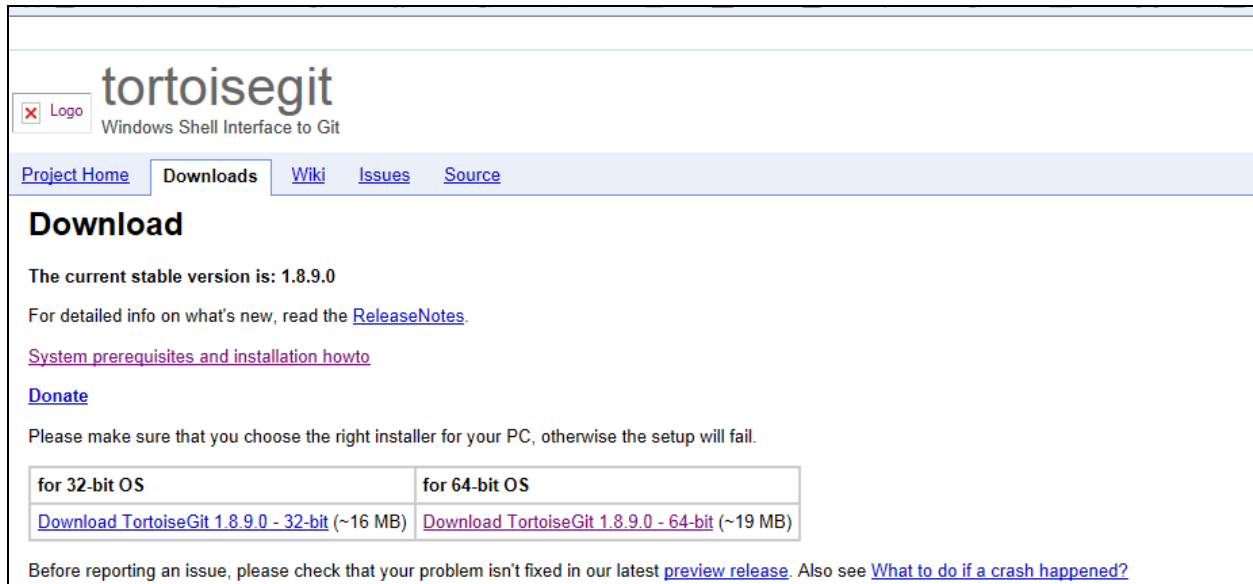 Logo
tortoisegit
Windows Shell Interface to Git
Project Home Downloads Wiki Issues Source
Download
The current stable version is: 1.8.9.0
For detailed info on what's new, read the ReleaseNotes.
System prerequisites and installation howto
Donate
Please make sure that you choose the right installer for your PC, otherwise the setup will fail.
for 32-bit OS for 64-bit OS
Download TortoiseGit 1.8.9.0 - 32-bit (~16 MB) Download TortoiseGit 1.8.9.0 - 64-bit (~19 MB)
Before reporting an issue, please check that your problem isn't fixed in our latest preview release. Also see What to do if a crash happened?